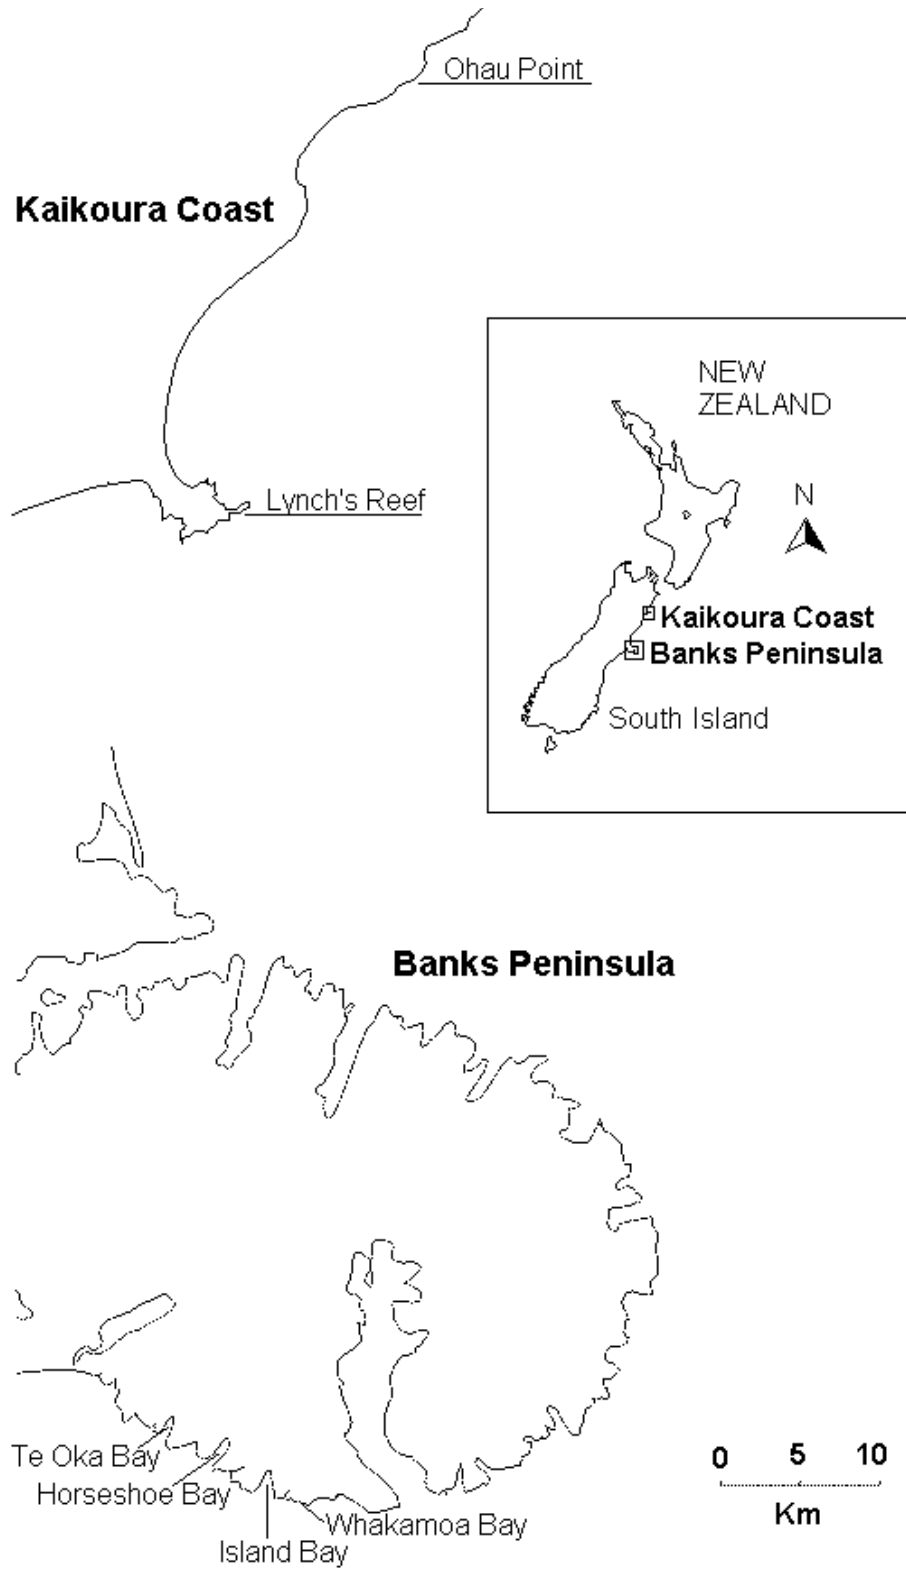 Ohau Point
Kaikoura Coast
Lynch's Reef
NEW
ZEALAND
N
Kaikoura Coast
Banks Peninsula
South Island
Banks Peninsula
Te Oka Bay
Horseshoe Bay
Whakamoa Bay
Island Bay
0 5 10
Km